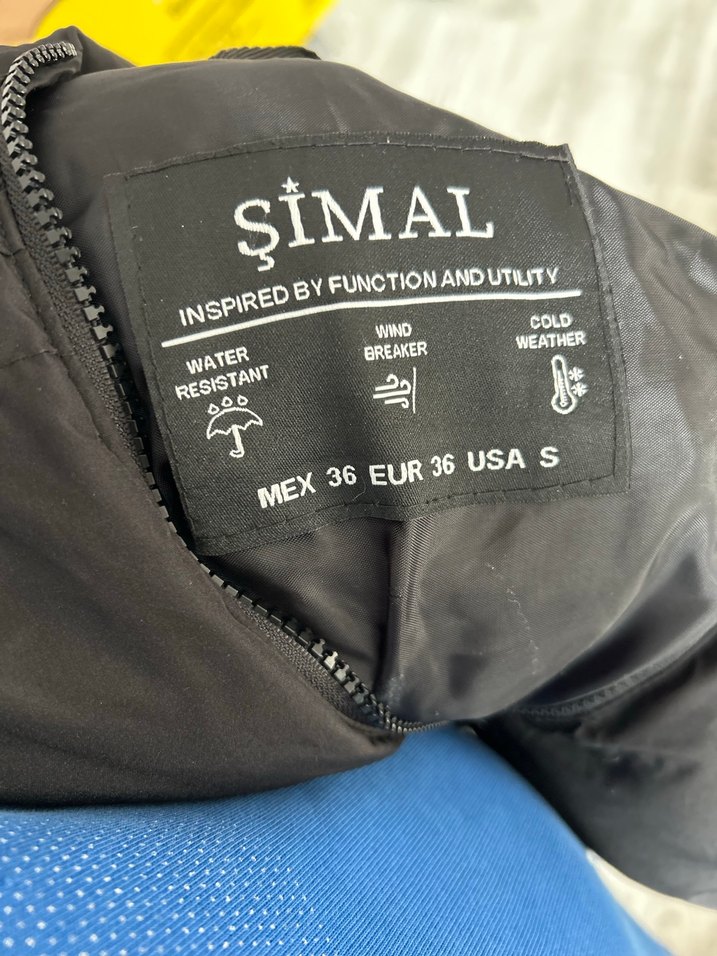 ŞİMAL
INSPIRED BY FUNCTION AND UTILITY
WATER
RESISTANT
WIND
BREAKER
COLD
WEATHER
MEX 36 EUR 36 USA S